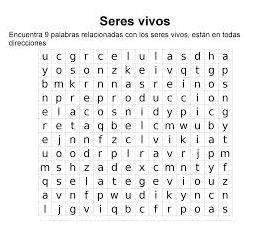 Seres vivos
Encuentra 9 palabras relacionadas con los seres vivos, están en todas
direcciones
u c g r c e l u l a s d h a
y o s o n z k e i v q t g p
b m k r n n a s r e i n o s
n p r e p r o d u c c i o n
e l a c o s n i d y p i c g
r e t a q b e l c m w u b y
e j n n f z c l v i k i a t
u o o d r p l r a v r j p m
m s h z a d e x c m n t y f
q s e l a t e g e v i o u z
a v n f p w u d i k y n c n
l j g v i q b c f r p o a s